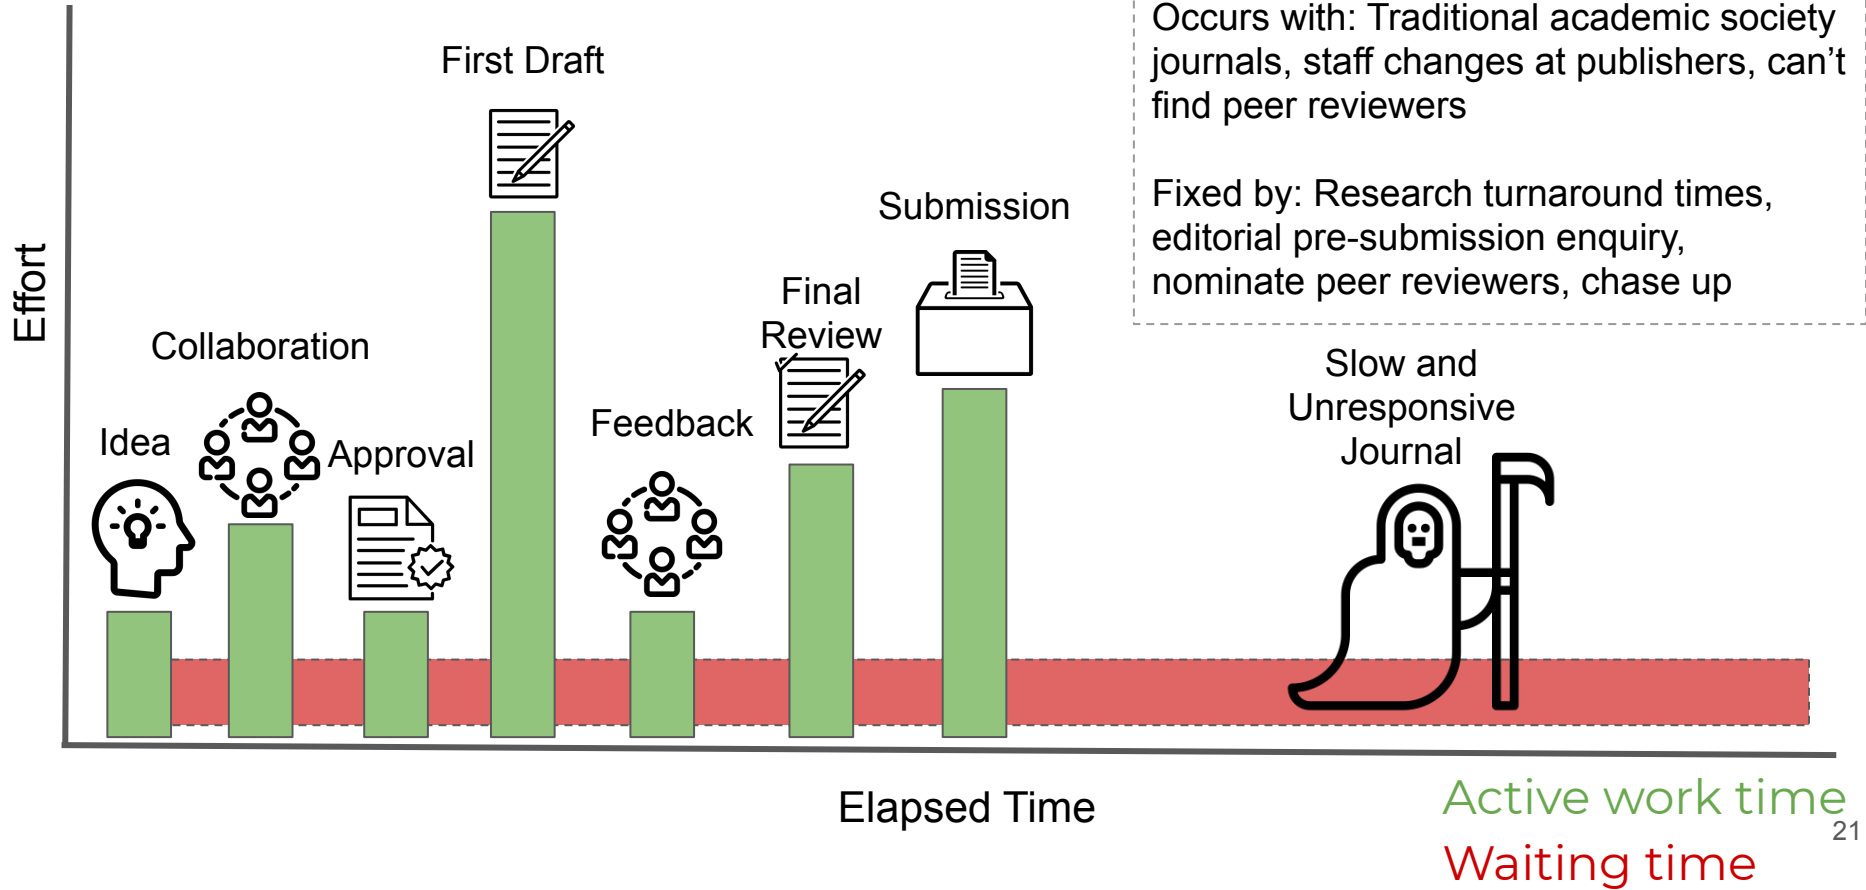 Occurs with: Traditional academic society
journals, staff changes at publishers, can't
find peer reviewers
Fixed by: Research turnaround times,
editorial pre-submission enquiry,
nominate peer reviewers, chase up
First Draft
Submission
Final
Review
Collaboration
Feedback
Idea
Approval
Slow and
Unresponsive
Journal
Effort
Elapsed Time
Active work time
21
Waiting time